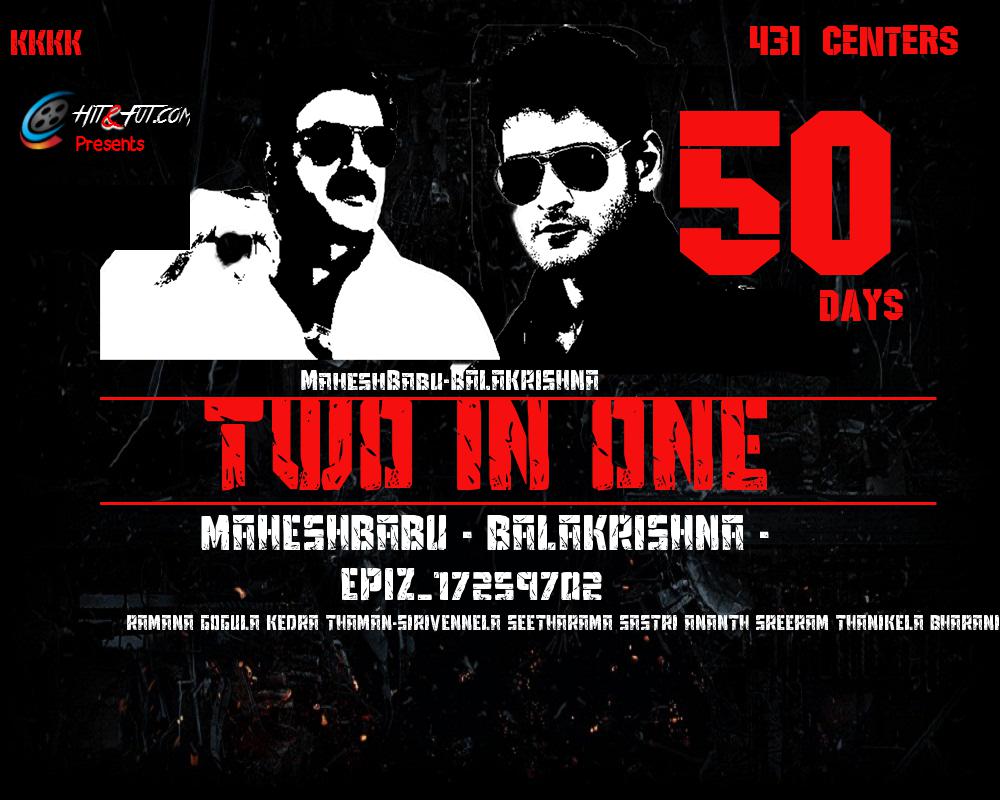 KKKK
431 CENTERS
HIT&FUT.COM
Presents
50
DAYS
MAHESHBABU-BALAKRISHNA
TWO IN ONE
MAHESHBABU - BALAKRISHNA -
EPIZ_17259702
RAMANA GOGULA KEDRA THAMAN-SIRIVENNELA SEETHARAMA SASTRI ANANTH SREERAM THANIKELA BHARANI